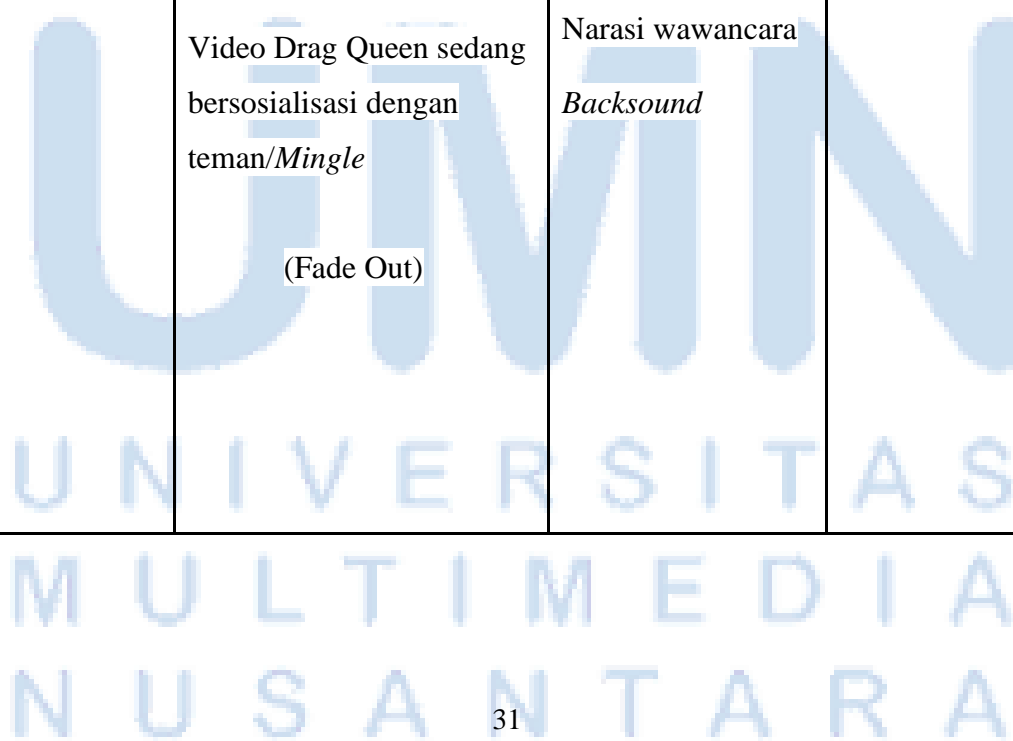 Video Drag Queen sedang
bersosialisasi dengan
teman/Mingle
(Fade Out)
Narasi wawancara
Backsound
UMN
UNIVERSITAS
MULTIMEDIA
NUSANTARA
31